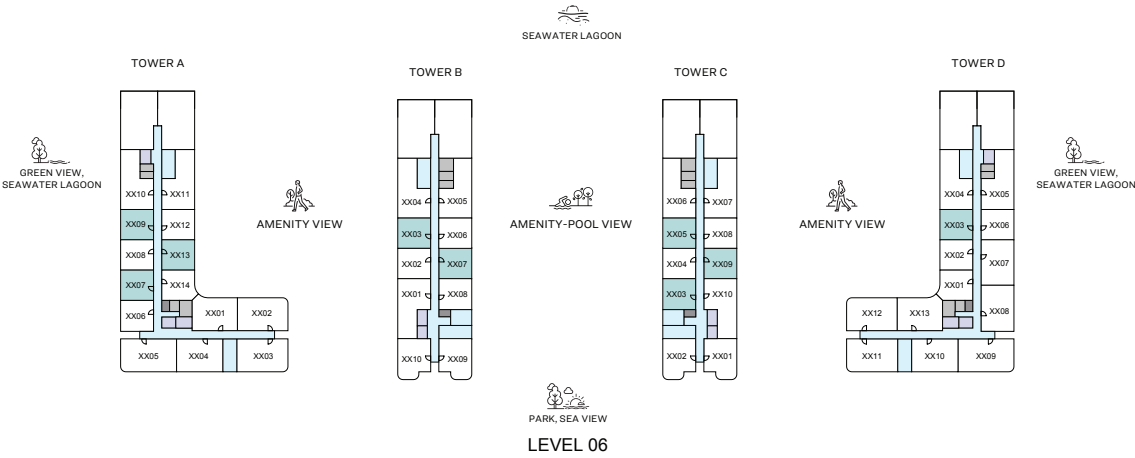 SEAWATER LAGOON
TOWER A
TOWER B
TOWER C
TOWER D
GREEN VIEW,
SEAWATER LAGOON
AMENITY VIEW
AMENITY-POOL VIEW
AMENITY VIEW
GREEN VIEW,
SEAWATER LAGOON
XX10 XX11
XX09 XX12
XX08 XX13
XX07 XX14
XX06 XX01 XX02
XX05 XX04 XX03
XX04 XX05
XX03 XX06
XX02 XX07
XX01 XX08
XX10 XX09
XX06 XX07
XX05 XX08
XX04 XX09
XX03 XX10
XX02 XX01
XX04 XX05
XX03 XX06
XX02 XX07
XX01
XX12 XX13 XX08
XX11 XX10 XX09
PARK, SEA VIEW
LEVEL 06